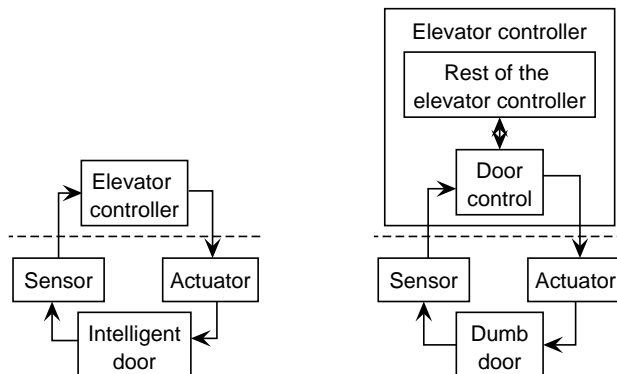 Elevator
controller
Sensor
Actuator
Intelligent
door
Elevator controller
Rest of the
elevator controller
Door
control
Sensor
Actuator
Dumb
door